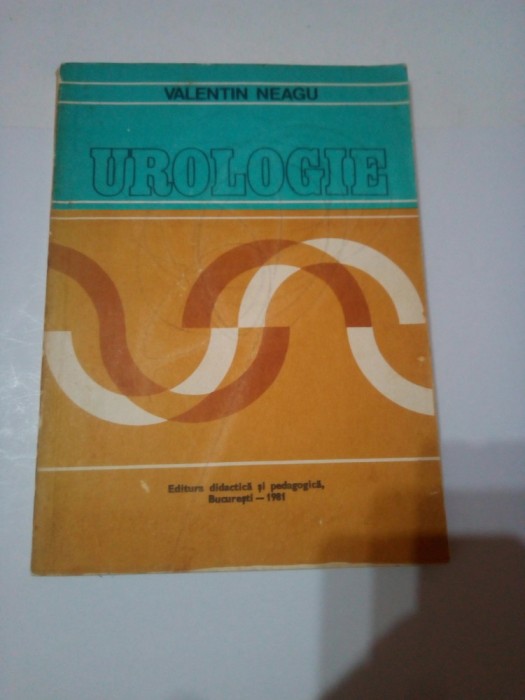 VALENTIN NEAGU
UROLOGIE
Editura didactică și pedagogică,
București — 1981